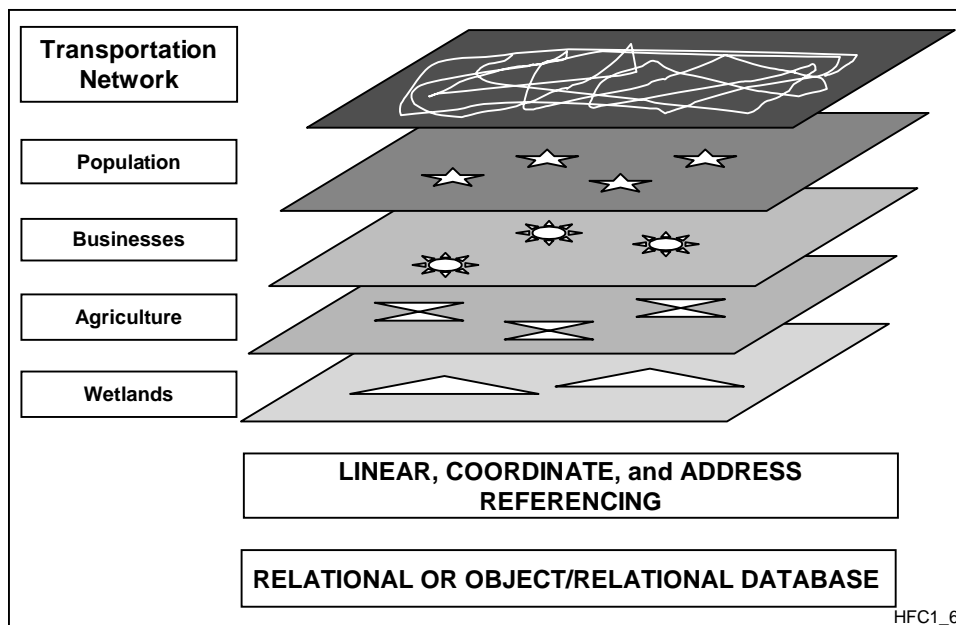 Transportation
Network
Population
Businesses
Agriculture
Wetlands
LINEAR, COORDINATE, and ADDRESS
REFERENCING
RELATIONAL OR OBJECT/RELATIONAL DATABASE
HFC1_6